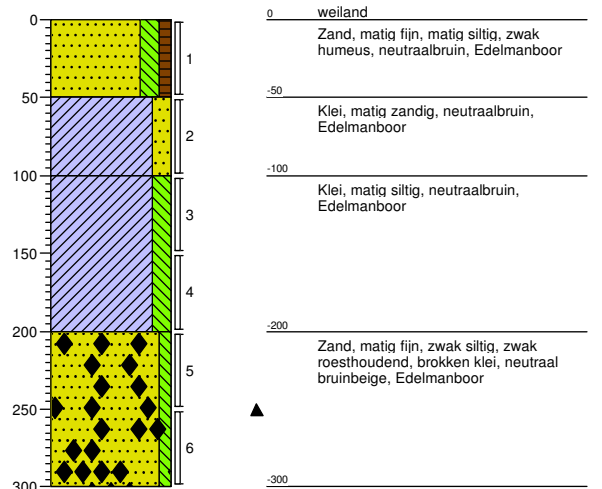 0
50
100
150
200
250
300
1
2
3
4
5
6
0
weiland
Zand, matig fijn, matig siltig, zwak
humeus, neutraalbruin, Edelmanboor
-50
Klei, matig zandig, neutraalbruin,
Edelmanboor
-100
Klei, matig siltig, neutraalbruin,
Edelmanboor
-200
Zand, matig fijn, zwak siltig, zwak
roesthoudend, brokken klei, neutraal
bruinbeige, Edelmanboor
-300